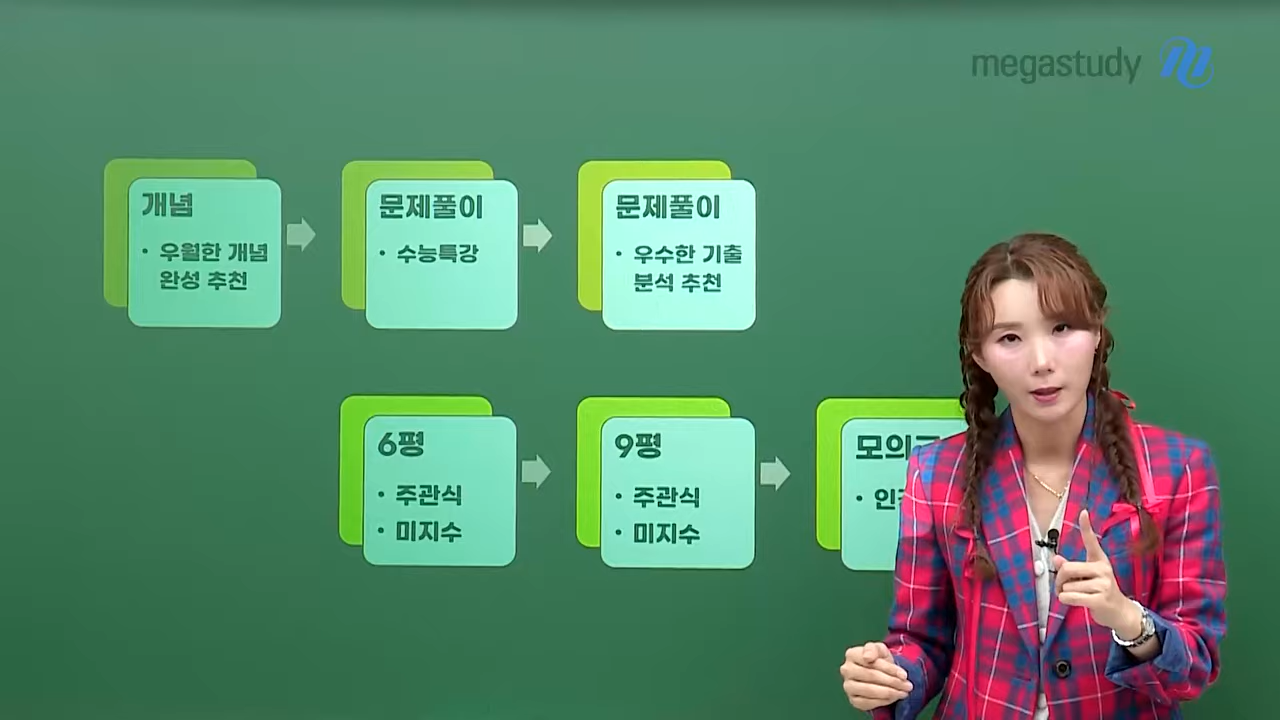 megastudy
개념
• 우월한 개념
완성 추천
문제풀이
• 수능특강
문제풀이
• 우수한 기출
분석 추천
6평
• 주관식
• 미지수
9평
• 주관식
• 미지수
모의